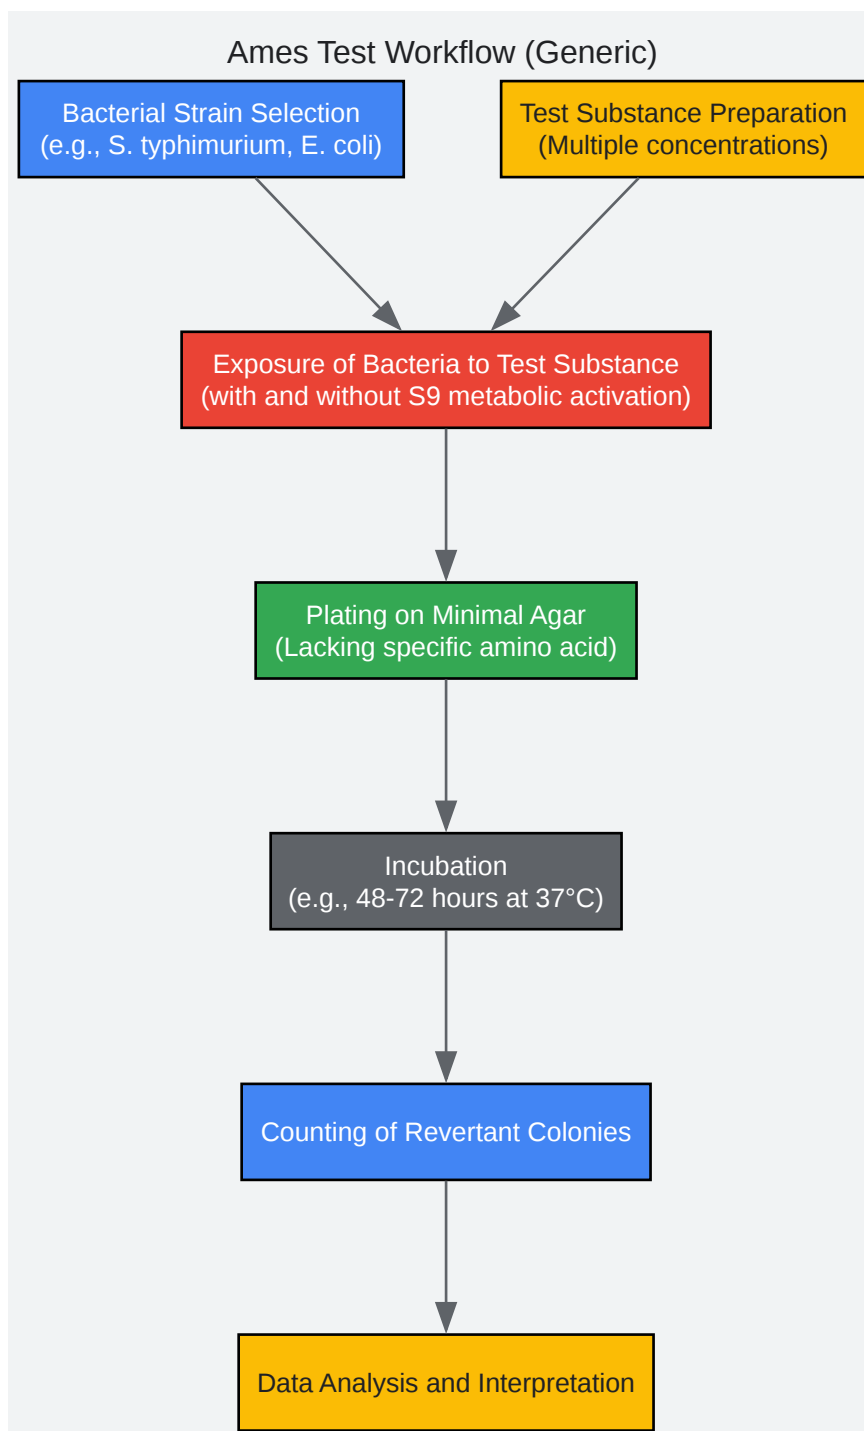 Ames Test Workflow (Generic)
Bacterial Strain Selection
(e.g., S. typhimurium, E. coli)
Test Substance Preparation
(Multiple concentrations)
Exposure of Bacteria to Test Substance
(with and without S9 metabolic activation)
Plating on Minimal Agar
(Lacking specific amino acid)
Incubation
(e.g., 48-72 hours at 37°C)
Counting of Revertant Colonies
Data Analysis and Interpretation